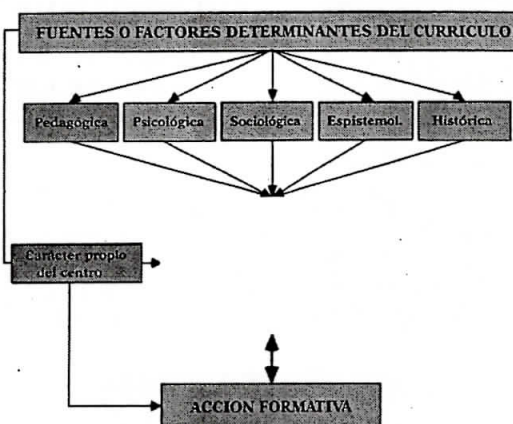 FUENTES O FACTORES DETERMINANTES DEL CURRICULO
Pedagógica
Psicológica
Sociológica
Espistemol.
Histórica
Carácter propio
del centro
ACCION FORMATIVA